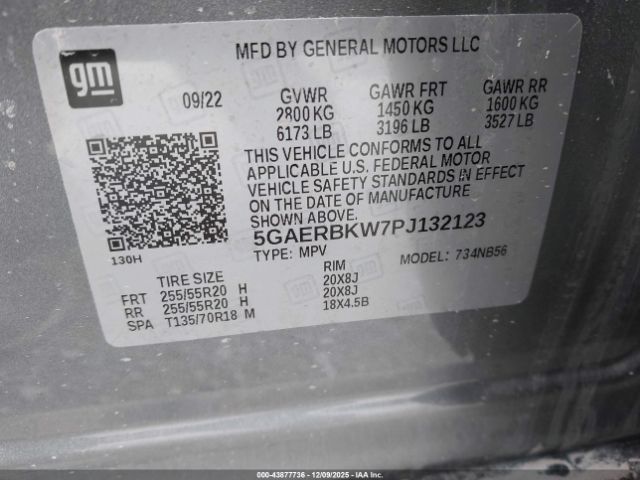 gm
MFD BY GENERAL MOTORS LLC
09/22 GVWR GAWR FRT GAWR RR
2800 KG 1450 KG 1600 KG
6173 LB 3196 LB 3527 LB
THIS VEHICLE CONFORMS TO ALL
APPLICABLE U.S. FEDERAL MOTOR
VEHICLE SAFETY STANDARDS IN EFFECT
ON THE DATE OF MANUFACTURE
5GAERBKW7PJ132123
130H TYPE: MPV MODEL: 734NB56
TIRE SIZE RIM
FRT 255/55R20 H 20X8J
RR 255/55R20 H 20X8J
SPA T135/70R18 M 18X4.5B
000-43877736 - 12/09/2025 - IAA Inc.